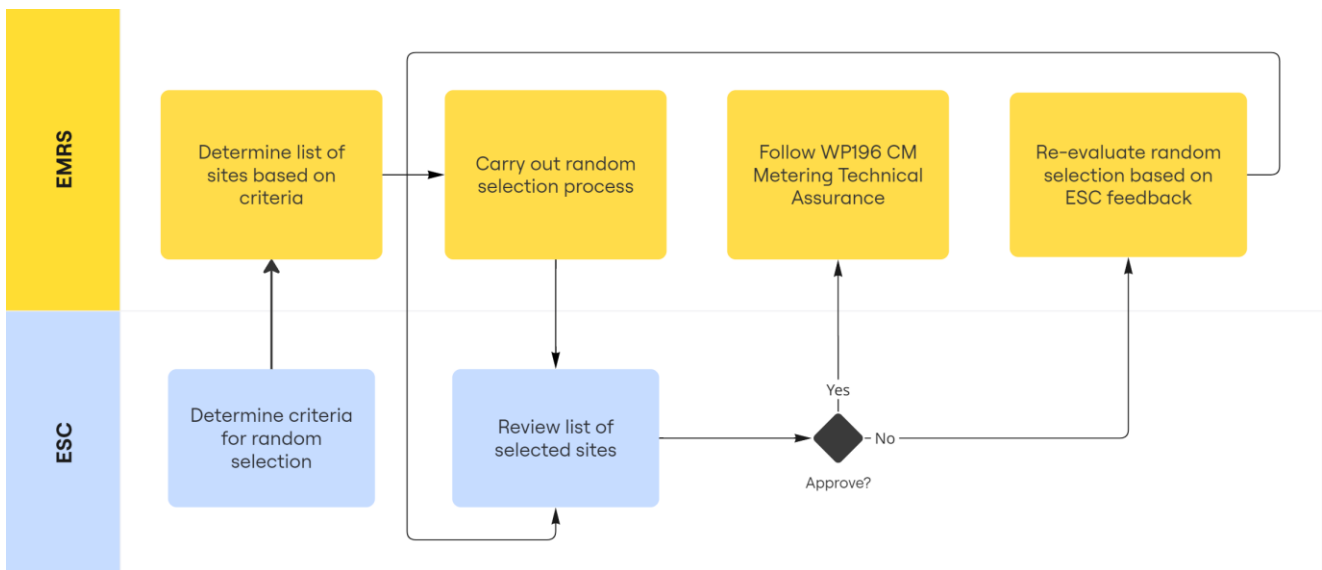 EMRS
Determine list of
sites based on
criteria
Carry out random
selection process
Follow WP196 CM
Metering Technical
Assurance
Re-evaluate random
selection based on
ESC feedback
ESC
Determine criteria
for random
selection
Review list of
selected sites
Yes
No
Approve?